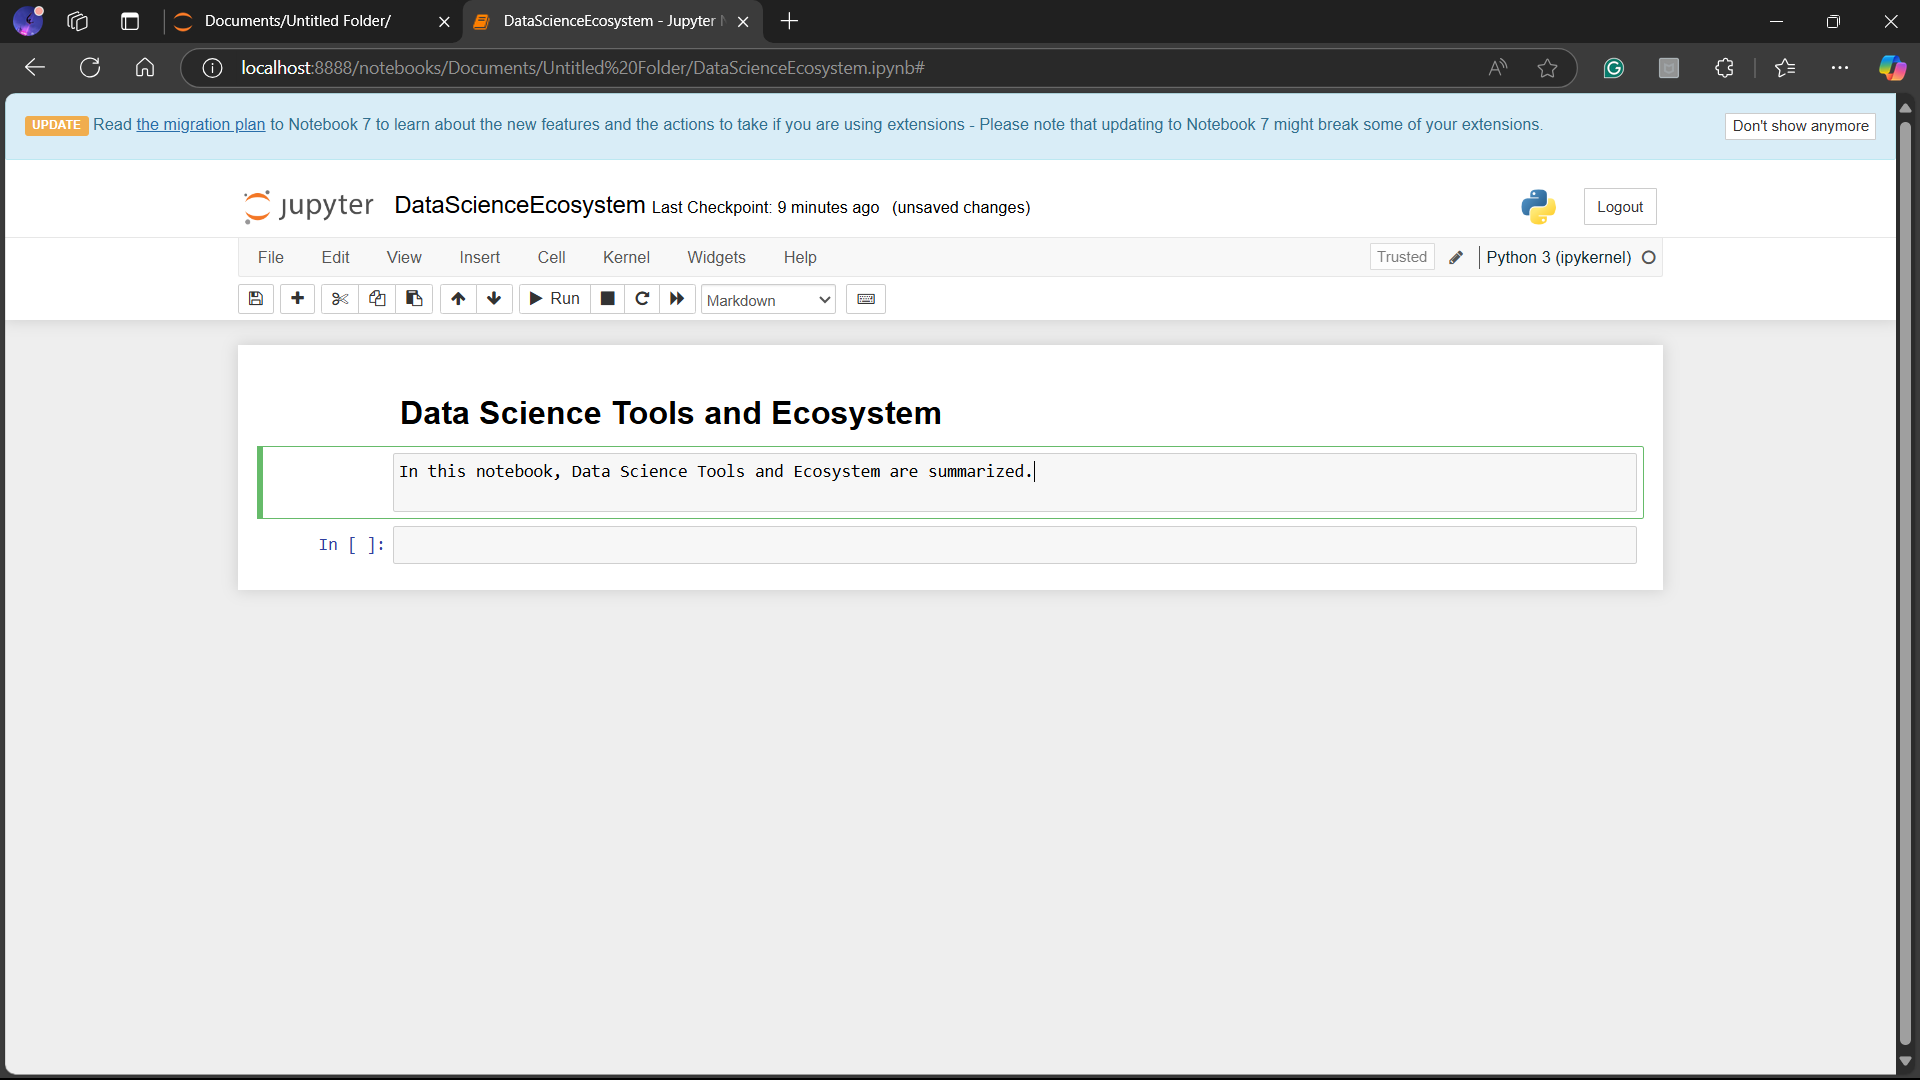 Documents/Untitled Folder/
DataScienceEcosystem - Jupyter N
localhost:8888/notebooks/Documents/Untitled%20Folder/DataScienceEcosystem.ipynb#
UPDATE Read the migration plan to Notebook 7 to learn about the new features and the actions to take if you are using extensions - Please note that updating to Notebook 7 might break some of your extensions.
Don't show anymore
jupyter DataScienceEcosystem Last Checkpoint: 9 minutes ago (unsaved changes)
Logout
File Edit View Insert Cell Kernel Widgets Help
Trusted Python 3 (ipykernel)
Run Markdown
Data Science Tools and Ecosystem
In this notebook, Data Science Tools and Ecosystem are summarized.
In [ ]: